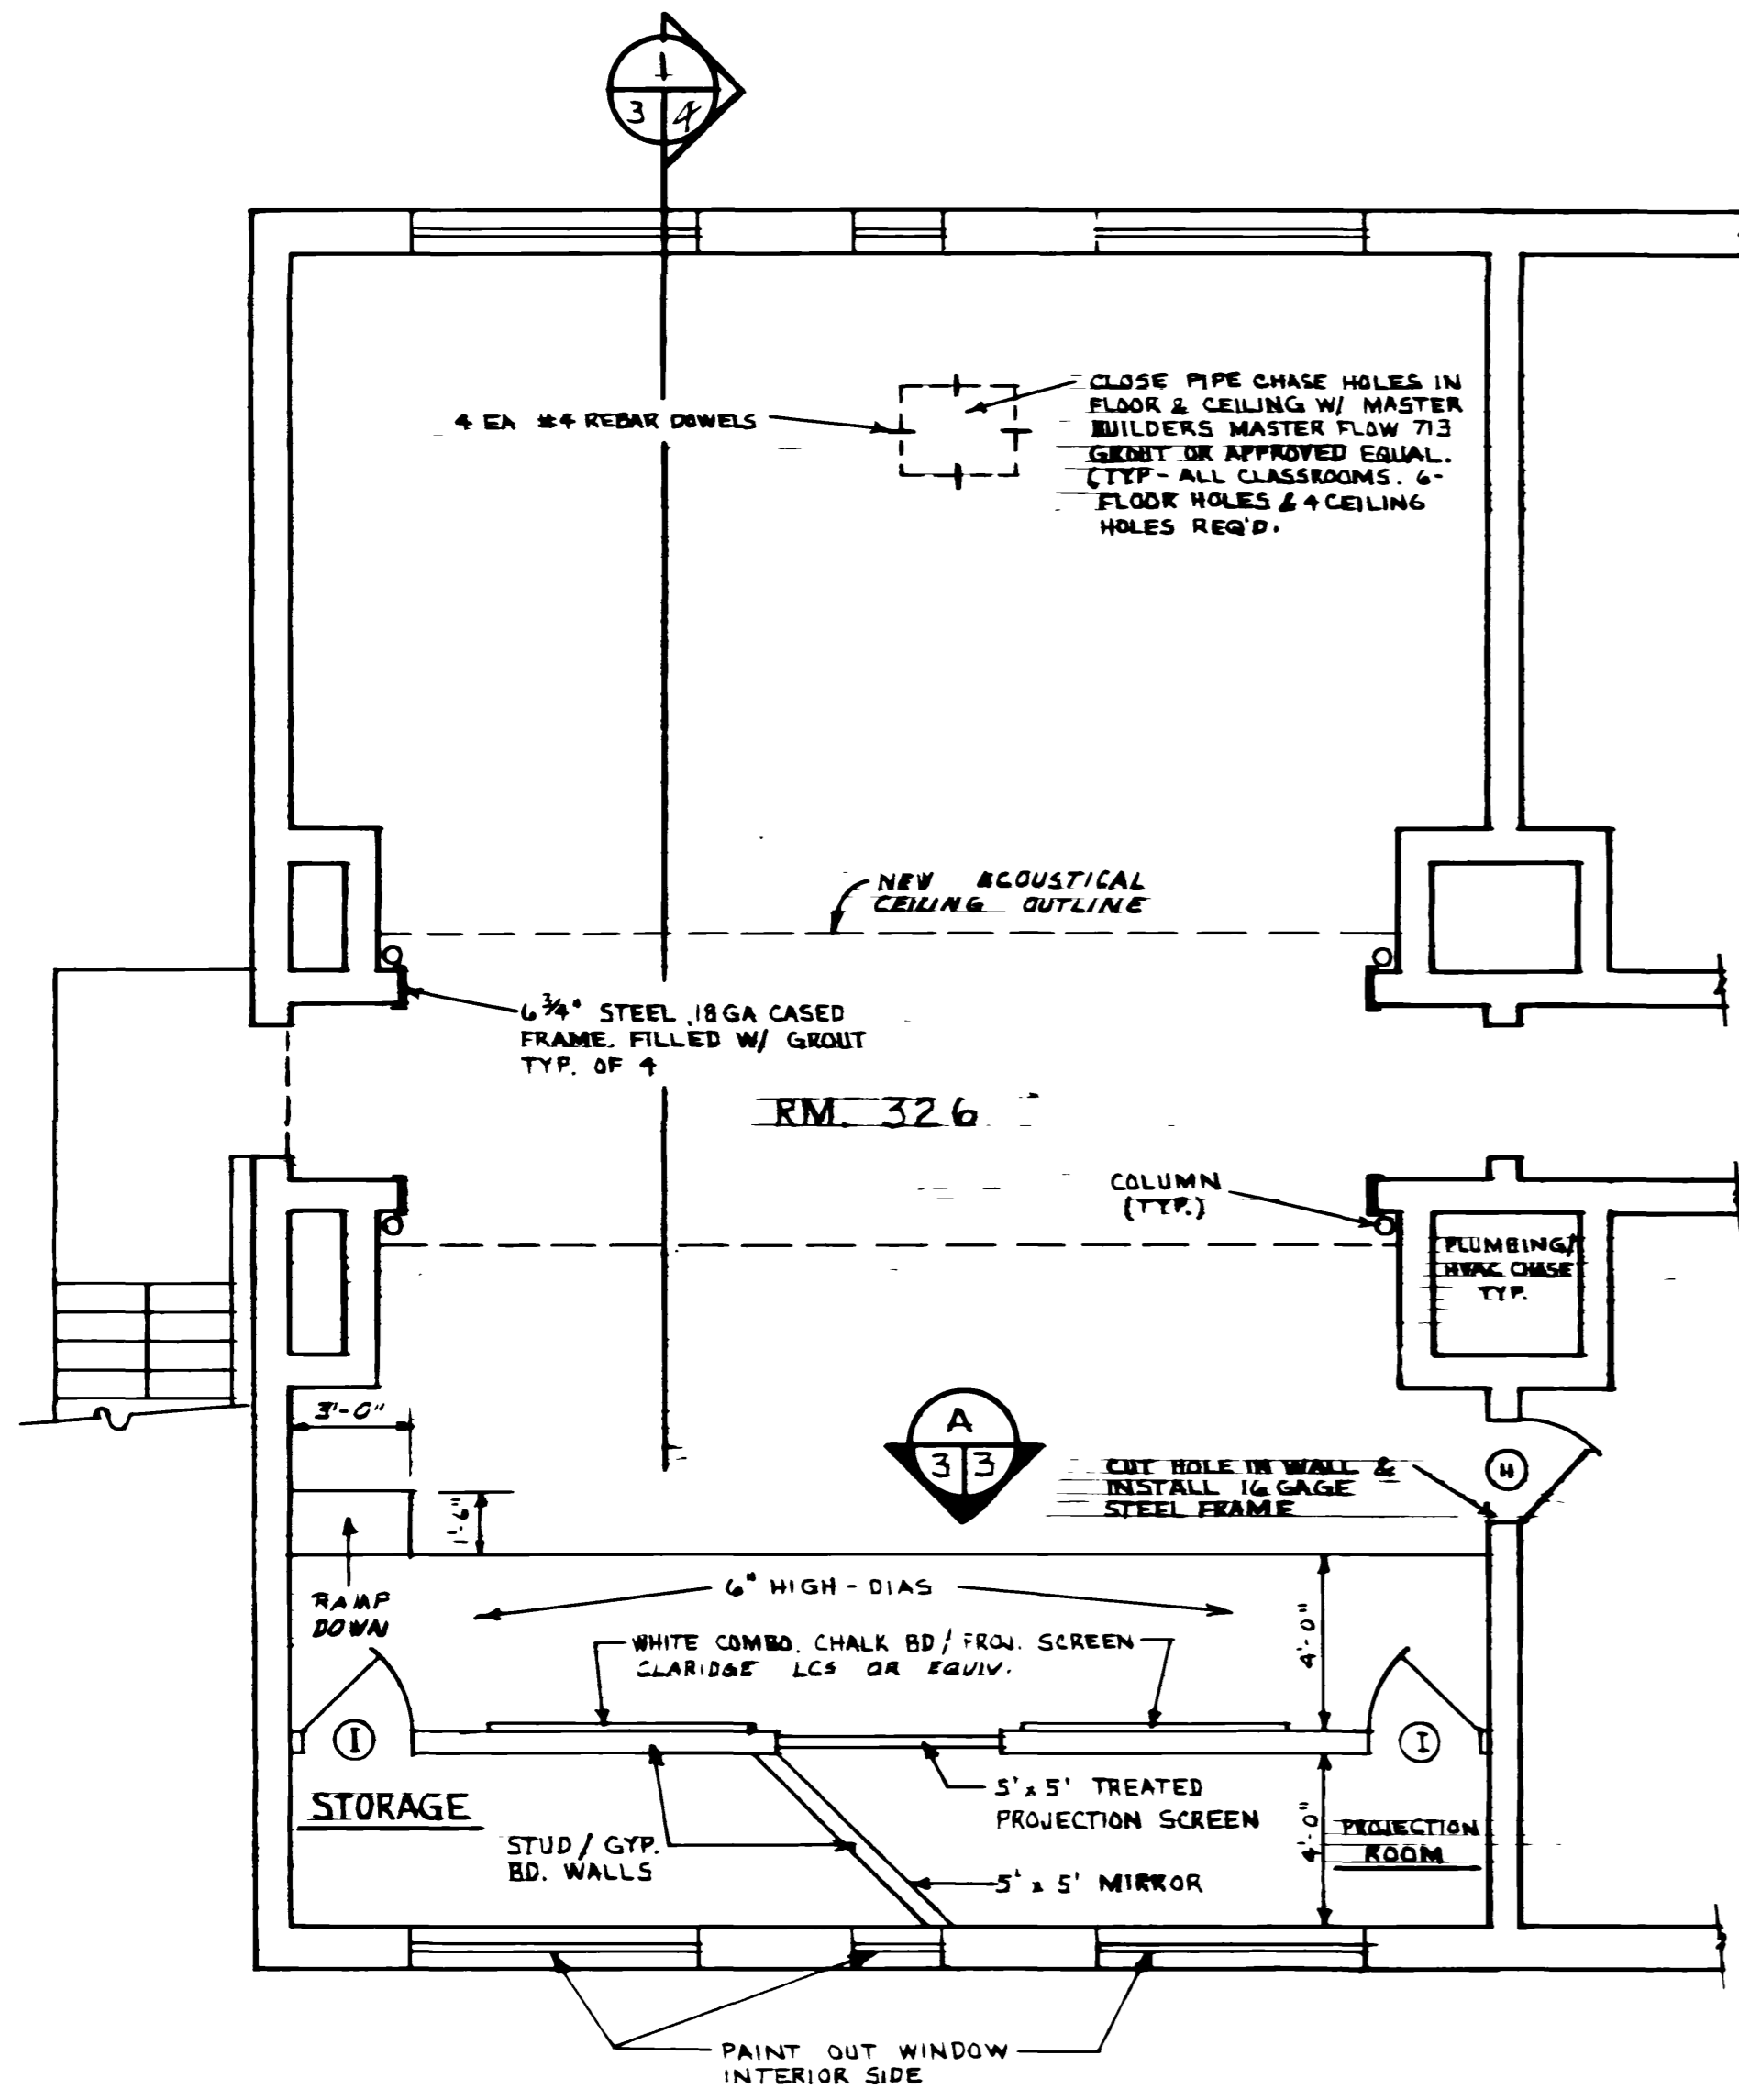 1
3 4
4 EA #4 REBAR DOWELS
CLOSE PIPE CHASE HOLES IN
FLOOR & CEILING W/ MASTER
BUILDERS MASTER FLOW 713
GROUT OR APPROVED EQUAL.
(TYP - ALL CLASSROOMS. 6-
FLOOR HOLES & 4 CEILING
HOLES REQ'D.
NEW ACOUSTICAL
CEILING OUTLINE
6 3/4" STEEL .18 GA CASED
FRAME. FILLED W/ GROUT
TYP. OF 4
RM. 326
COLUMN
(TYP.)
PLUMBING/
HVAC CHASE
TYP.
3'-0"
A
3 3
CUT HOLE IN WALL &
INSTALL 16 GAGE
STEEL FRAME
H
1'-6"
RAMP
DOWN
6" HIGH - DIAS
4'-0"
WHITE COMBO. CHALK BD / PROJ. SCREEN
CLARIDGE LCS OR EQUIV.
I
I
STORAGE
5' x 5' TREATED
PROJECTION SCREEN
STUD / GYP.
BD. WALLS
4'-0"
PROJECTION
ROOM
5' x 5' MIRROR
PAINT OUT WINDOW
INTERIOR SIDE